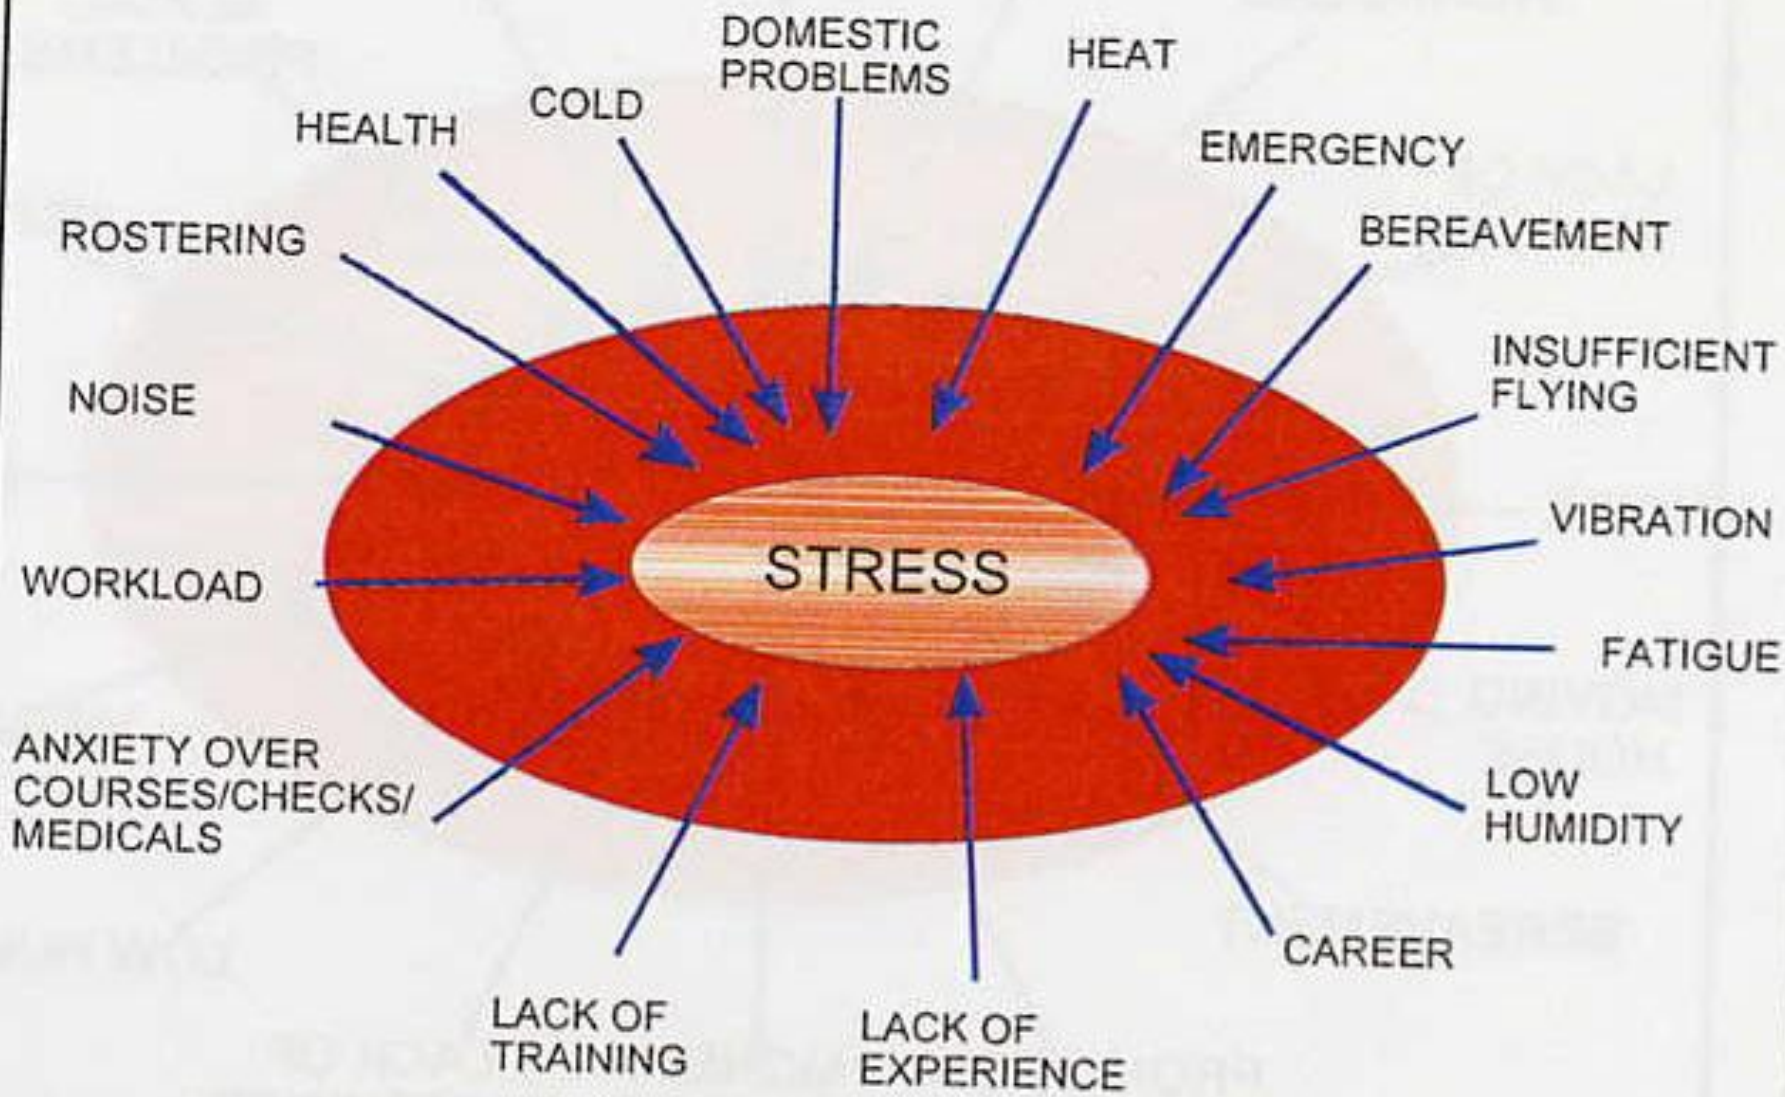 DOMESTIC
PROBLEMS
HEAT
COLD
HEALTH
EMERGENCY
ROSTERING
BEREAVEMENT
INSUFFICIENT
FLYING
NOISE
VIBRATION
STRESS
WORKLOAD
FATIGUE
ANXIETY OVER
COURSES/CHECKS/
MEDICALS
LOW
HUMIDITY
CAREER
LACK OF
TRAINING
LACK OF
EXPERIENCE